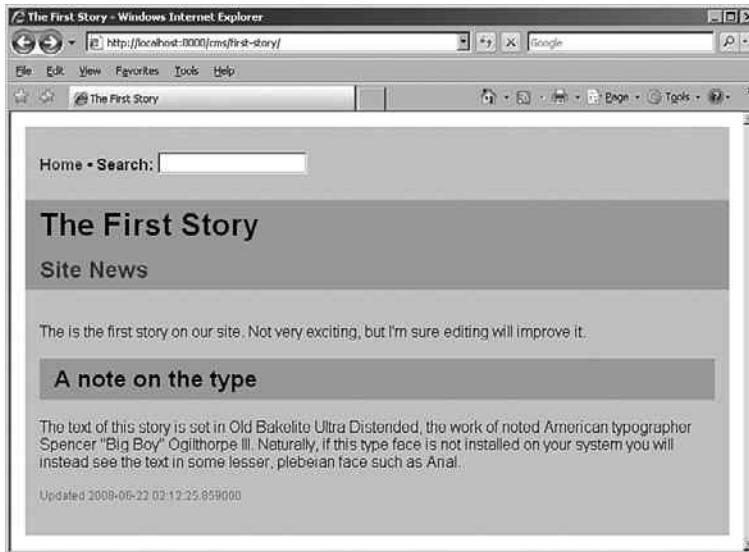 The First Story - Windows Internet Explorer
http://localhost:8000/cms/first-story/
Google
File Edit View Favorites Tools Help
The First Story
Page Tools
Home • Search:
The First Story
Site News
The is the first story on our site. Not very exciting, but I'm sure editing will improve it.
A note on the type
The text of this story is set in Old Bakelite Ultra Distended, the work of noted American typographer
Spencer "Big Boy" Ogilthorpe III. Naturally, if this type face is not installed on your system you will
instead see the text in some lesser, plebeian face such as Arial.
Updated 2008-06-22 02:12:25.859000